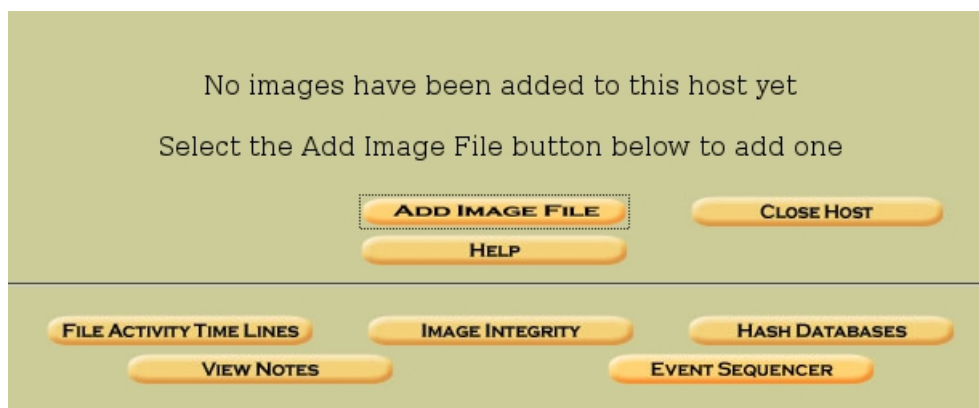 No images have been added to this host yet
Select the Add Image File button below to add one
ADD IMAGE FILE CLOSE HOST
HELP
FILE ACTIVITY TIME LINES IMAGE INTEGRITY HASH DATABASES
VIEW NOTES EVENT SEQUENCER